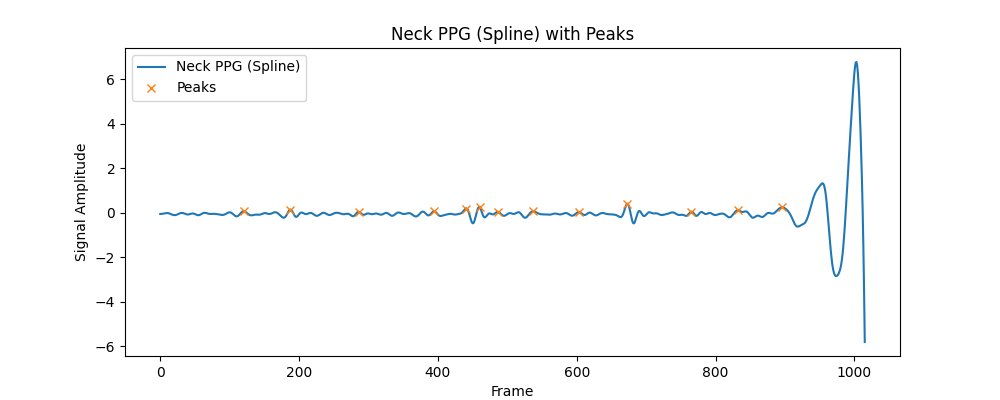 Neck PPG (Spline) with Peaks
Neck PPG (Spline)
Peaks
6
4
2
0
−2
−4
−6
Signal Amplitude
0 200 400 600 800 1000
Frame